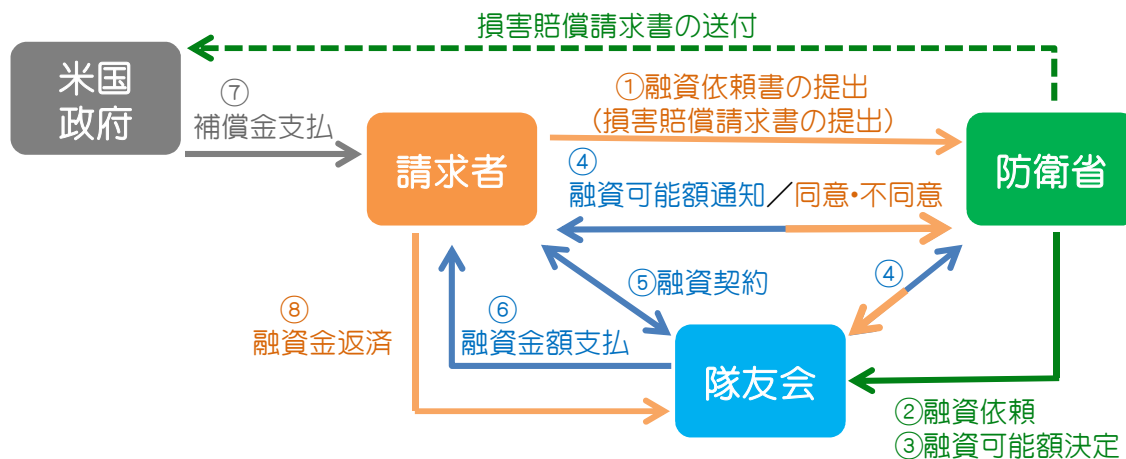 損害賠償請求書の送付
米国
政府
⑦
補償金支払
①融資依頼書の提出
(損害賠償請求書の提出)
請求者
防衛省
④
融資可能額通知/同意・不同意
⑤融資契約
④
⑧
融資金返済
⑥
融資金額支払
隊友会
②融資依頼
③融資可能額決定